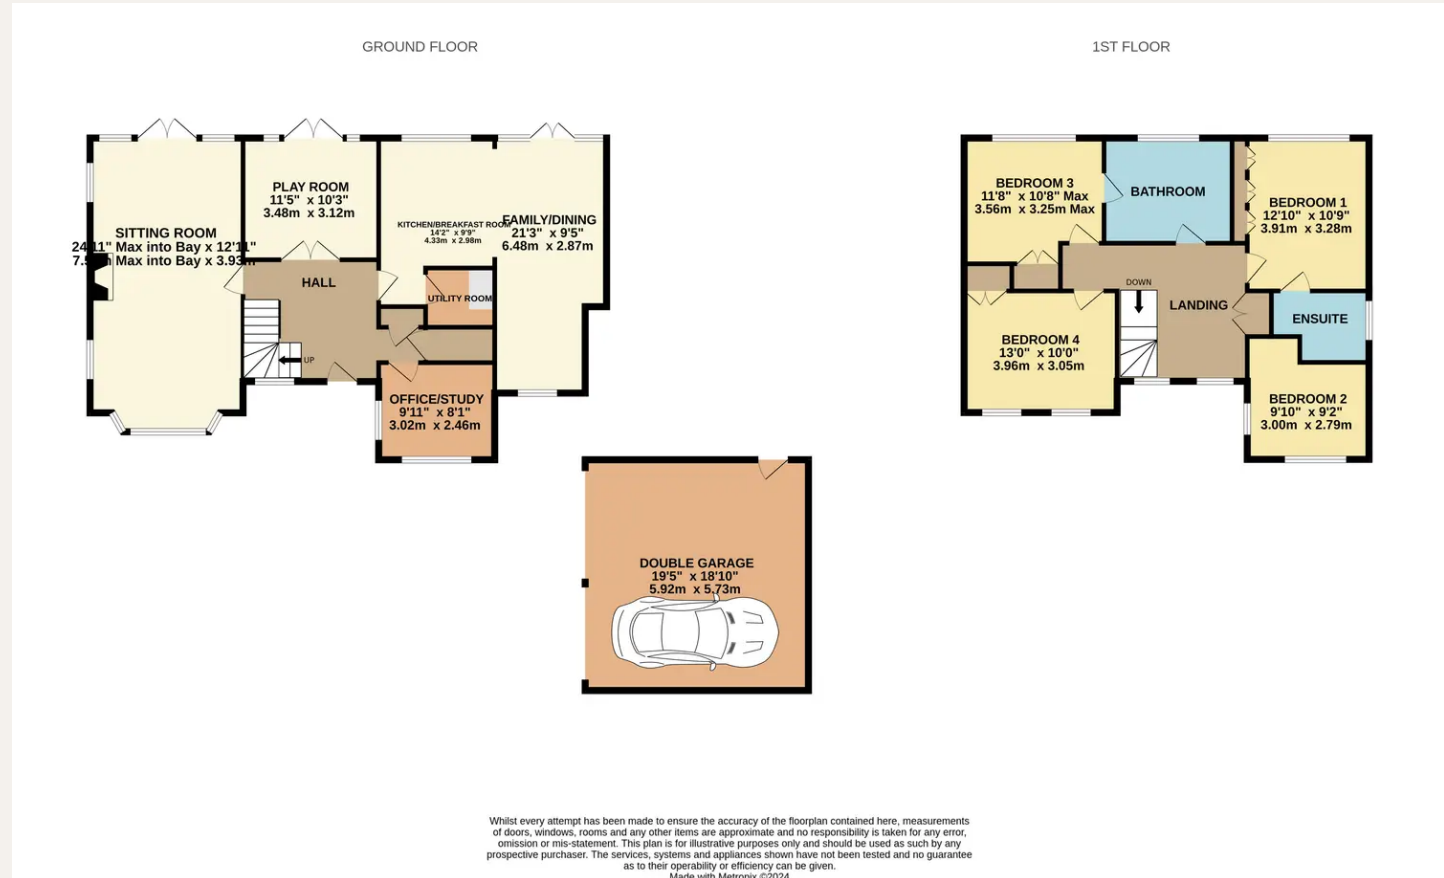 GROUND FLOOR
1ST FLOOR
SITTING ROOM
24'11" Max into Bay x 12'11"
Max into Bay x 3.93m
PLAY ROOM
11'5" x 10'3"
3.48m x 3.12m
KITCHEN/BREAKFAST ROOM
14'2" x 9'9"
4.33m x 2.98m
FAMILY/DINING
21'3" x 9'5"
6.48m x 2.87m
HALL
UTILITY ROOM
UP
OFFICE/STUDY
9'11" x 8'1"
3.02m x 2.46m
DOUBLE GARAGE
19'5" x 18'10"
5.92m x 5.73m
BEDROOM 3
11'8" x 10'8" Max
3.56m x 3.25m Max
BATHROOM
BEDROOM 1
12'10" x 10'9"
3.91m x 3.28m
DOWN
LANDING
ENSUITE
BEDROOM 4
13'0" x 10'0"
3.96m x 3.05m
BEDROOM 2
9'10" x 9'2"
3.00m x 2.79m
Whilst every attempt has been made to ensure the accuracy of the floorplan contained here, measurements
of doors, windows, rooms and any other items are approximate and no responsibility is taken for any error,
omission or mis-statement. This plan is for illustrative purposes only and should be used as such by any
prospective purchaser. The services, systems and appliances shown have not been tested and no guarantee
as to their operability or efficiency can be given.
Made with Metropix ©2024